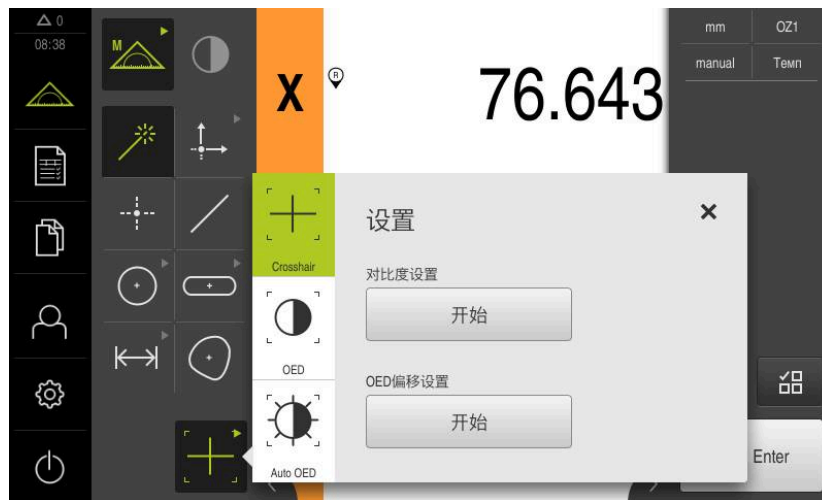 0
08:38
M
X
R
76.643
mm
OZ1
manual
Темп
设置
Crosshair
对比度设置
开始
OED
OED偏移设置
开始
Auto OED
Enter